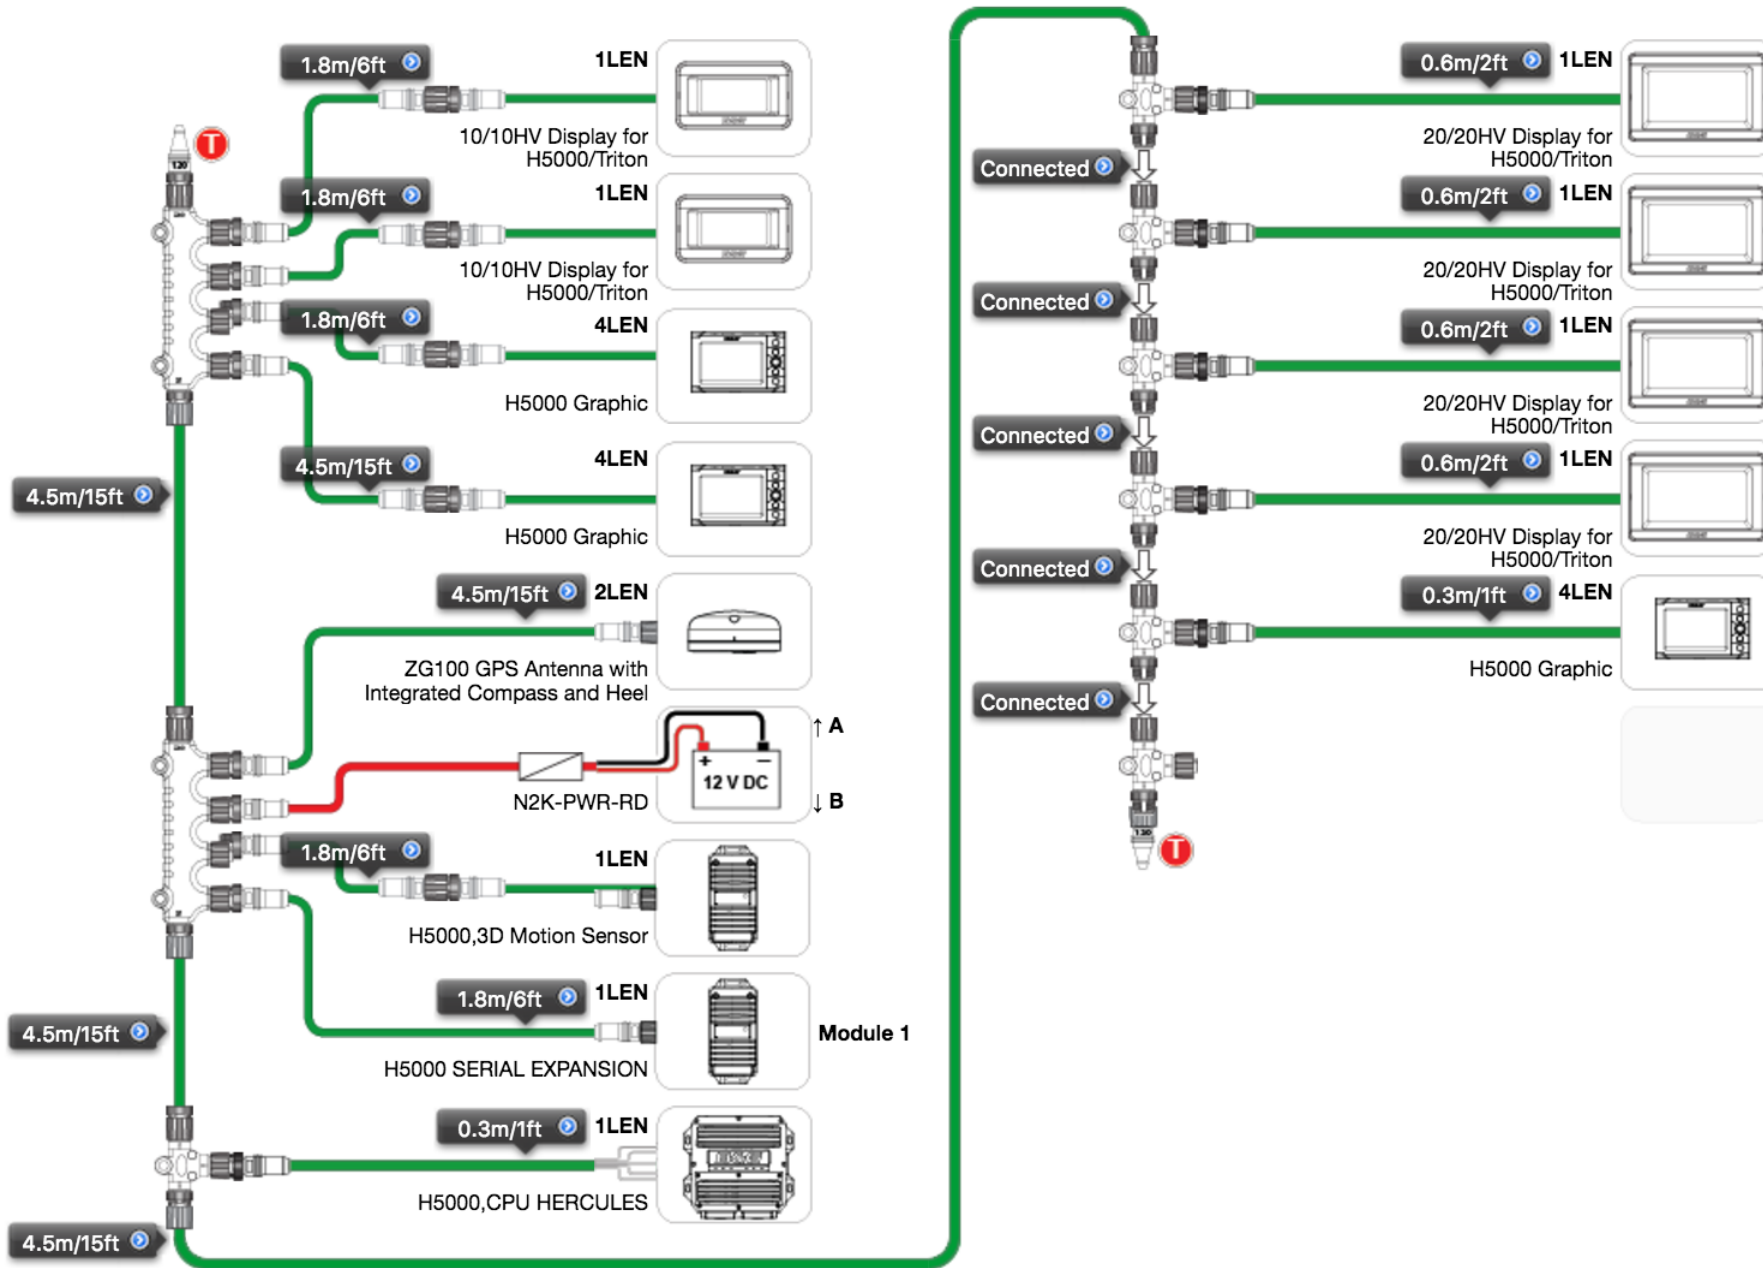 1.8m/6ft
1LEN
10/10HV Display for
H5000/Triton
T
120
1.8m/6ft
1LEN
10/10HV Display for
H5000/Triton
1.8m/6ft
4LEN
H5000 Graphic
4.5m/15ft
4LEN
H5000 Graphic
4.5m/15ft
4.5m/15ft
2LEN
ZG100 GPS Antenna with
Integrated Compass and Heel
↑ A
+ −
12 V DC
N2K-PWR-RD
↓ B
1.8m/6ft
1LEN
H5000,3D Motion Sensor
1.8m/6ft
1LEN
Module 1
H5000 SERIAL EXPANSION
4.5m/15ft
0.3m/1ft
1LEN
H5000,CPU HERCULES
4.5m/15ft
0.6m/2ft
1LEN
20/20HV Display for
H5000/Triton
Connected
0.6m/2ft
1LEN
20/20HV Display for
H5000/Triton
Connected
0.6m/2ft
1LEN
20/20HV Display for
H5000/Triton
Connected
0.6m/2ft
1LEN
20/20HV Display for
H5000/Triton
Connected
0.3m/1ft
4LEN
H5000 Graphic
Connected
120
T